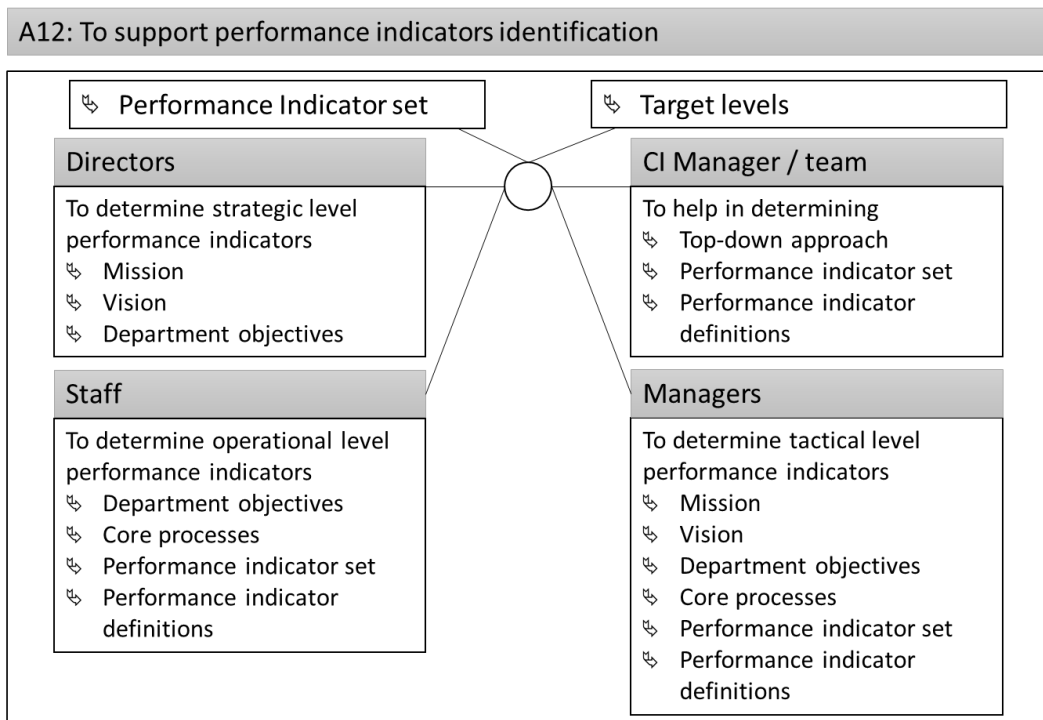 A12: To support performance indicators identification
Performance Indicator set
Target levels
Directors
To determine strategic level
performance indicators
Mission
Vision
Department objectives
CI Manager / team
To help in determining
Top-down approach
Performance indicator set
Performance indicator
definitions
Staff
To determine operational level
performance indicators
Department objectives
Core processes
Performance indicator set
Performance indicator
definitions
Managers
To determine tactical level
performance indicators
Mission
Vision
Department objectives
Core processes
Performance indicator set
Performance indicator
definitions